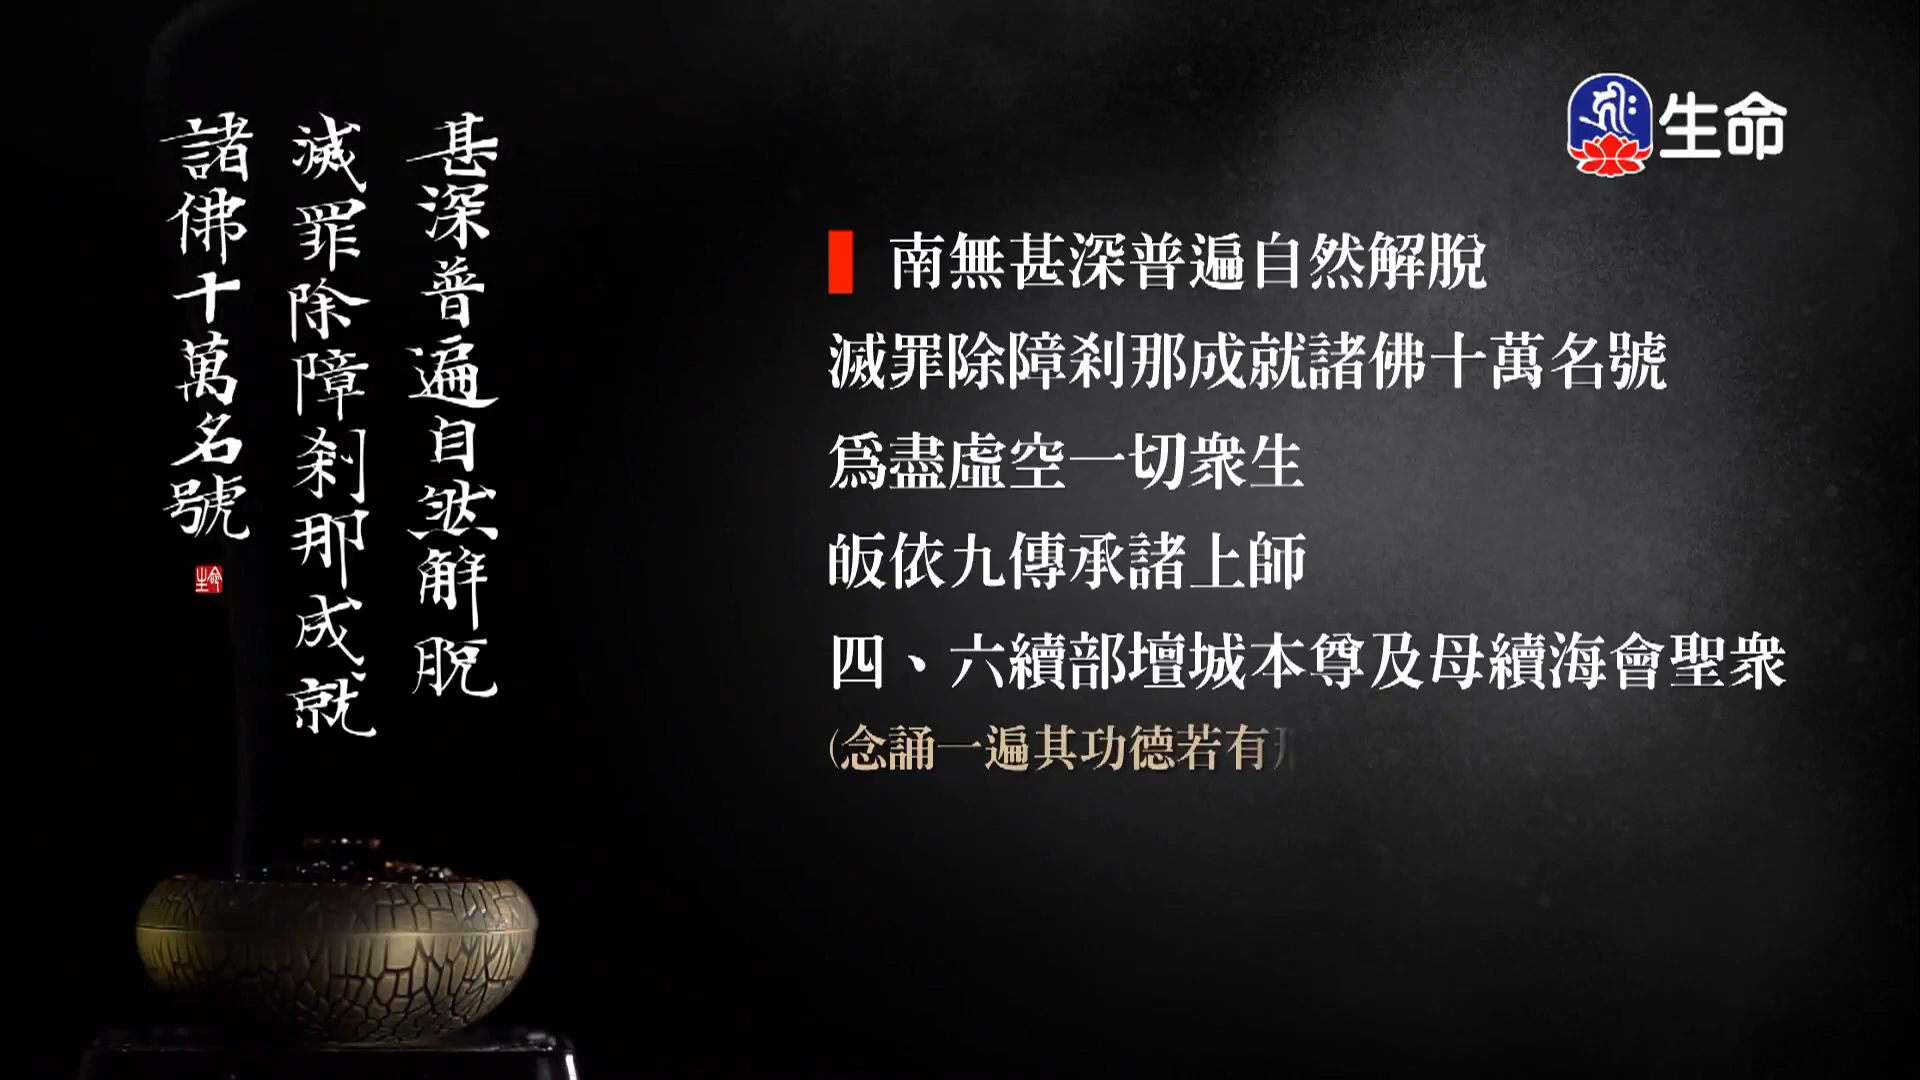 甚深普遍自然解脫
滅罪除障剎那成就
諸佛十萬名號
生命
南無甚深普遍自然解脫
滅罪除障剎那成就諸佛十萬名號
爲盡虛空一切衆生
皈依九傳承諸上師
四、六續部壇城本尊及母續海會聖衆
(念誦一遍其功德若有